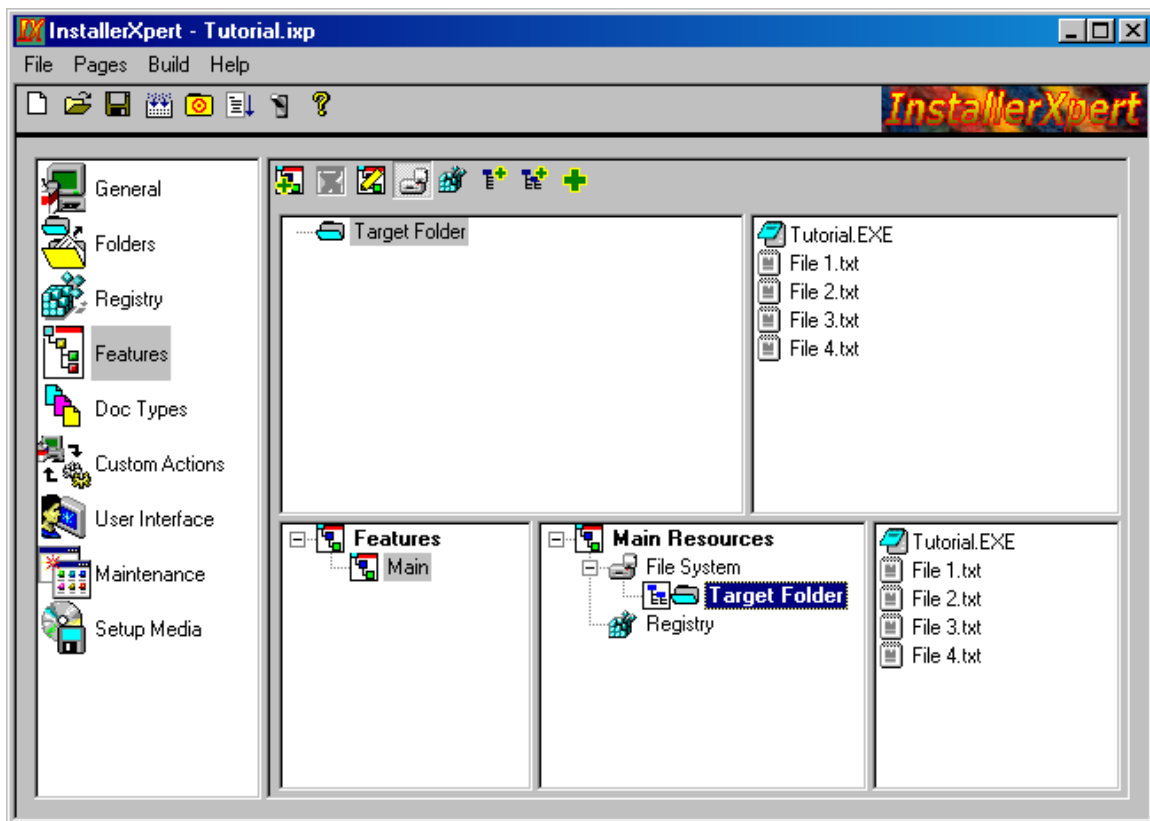 InstallerXpert - Tutorial.ixp
File Pages Build Help
InstallerXpert
General
Folders
Registry
Features
Doc Types
Custom Actions
User Interface
Maintenance
Setup Media
Target Folder
Tutorial.EXE
File 1.txt
File 2.txt
File 3.txt
File 4.txt
Features
Main
Main Resources
File System
Target Folder
Registry
Tutorial.EXE
File 1.txt
File 2.txt
File 3.txt
File 4.txt